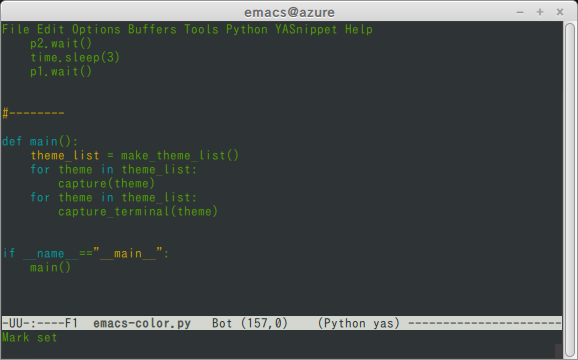 emacs@azure
File Edit Options Buffers Tools Python YASnippet Help
    p2.wait()
    time.sleep(3)
    p1.wait()
#--------
def main():
    theme_list = make_theme_list()
    for theme in theme_list:
        capture(theme)
    for theme in theme_list:
        capture_terminal(theme)
if __name__=="__main__":
    main()
-UU-:----F1  emacs-color.py   Bot (157,0)    (Python yas) ---------------------
Mark set